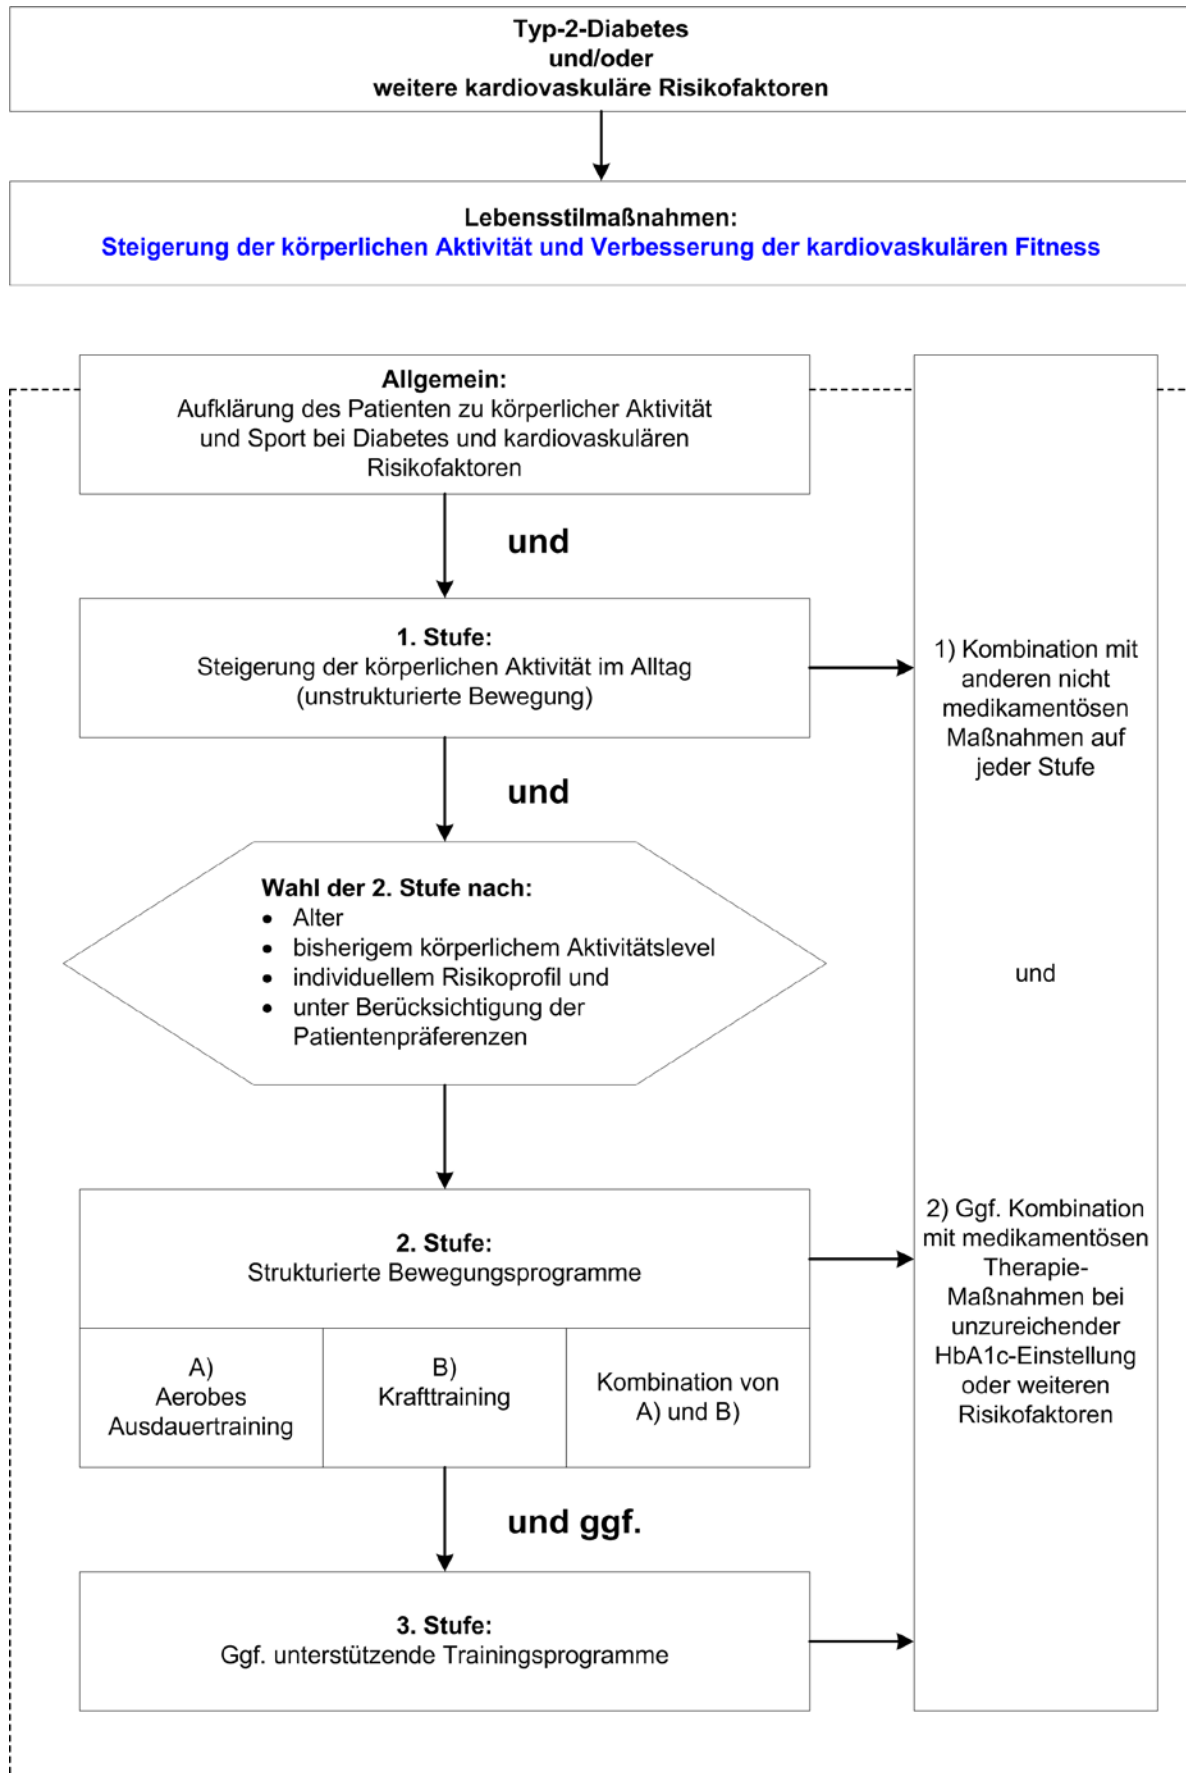 Typ-2-Diabetes
und/oder
weitere kardiovaskuläre Risikofaktoren
Lebensstilmaßnahmen:
Steigerung der körperlichen Aktivität und Verbesserung der kardiovaskulären Fitness
Allgemein:
Aufklärung des Patienten zu körperlicher Aktivität
und Sport bei Diabetes und kardiovaskulären
Risikofaktoren
und
1. Stufe:
Steigerung der körperlichen Aktivität im Alltag
(unstrukturierte Bewegung)
und
Wahl der 2. Stufe nach:
• Alter
• bisherigem körperlichem Aktivitätslevel
• individuellem Risikoprofil und
• unter Berücksichtigung der
Patientenpräferenzen
2. Stufe:
Strukturierte Bewegungsprogramme
A)
Aerobes
Ausdauertraining
B)
Krafttraining
Kombination von
A) und B)
und ggf.
3. Stufe:
Ggf. unterstützende Trainingsprogramme
1) Kombination mit
anderen nicht
medikamentösen
Maßnahmen auf
jeder Stufe
und
2) Ggf. Kombination
mit medikamentösen
Therapie-
Maßnahmen bei
unzureichender
HbA1c-Einstellung
oder weiteren
Risikofaktoren